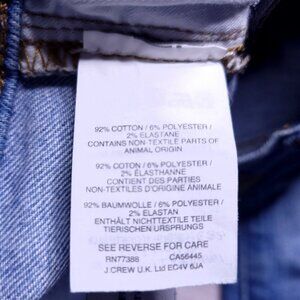 92% COTTON / 6% POLYESTER /
2% ELASTANE
CONTAINS NON-TEXTILE PARTS OF
ANIMAL ORIGIN
92% COTON / 6% POLYESTER /
2% ELASTHANNE
CONTIENT DES PARTIES
NON-TEXTILES D'ORIGINE ANIMALE
92% BAUMWOLLE / 6% POLYESTER /
2% ELASTAN
ENTHÄLT NICHTTEXTILE TEILE
TIERISCHEN URSPRUNGS
SEE REVERSE FOR CARE
RN77388 CA56445
J.CREW U.K. Ltd EC4V 6JA